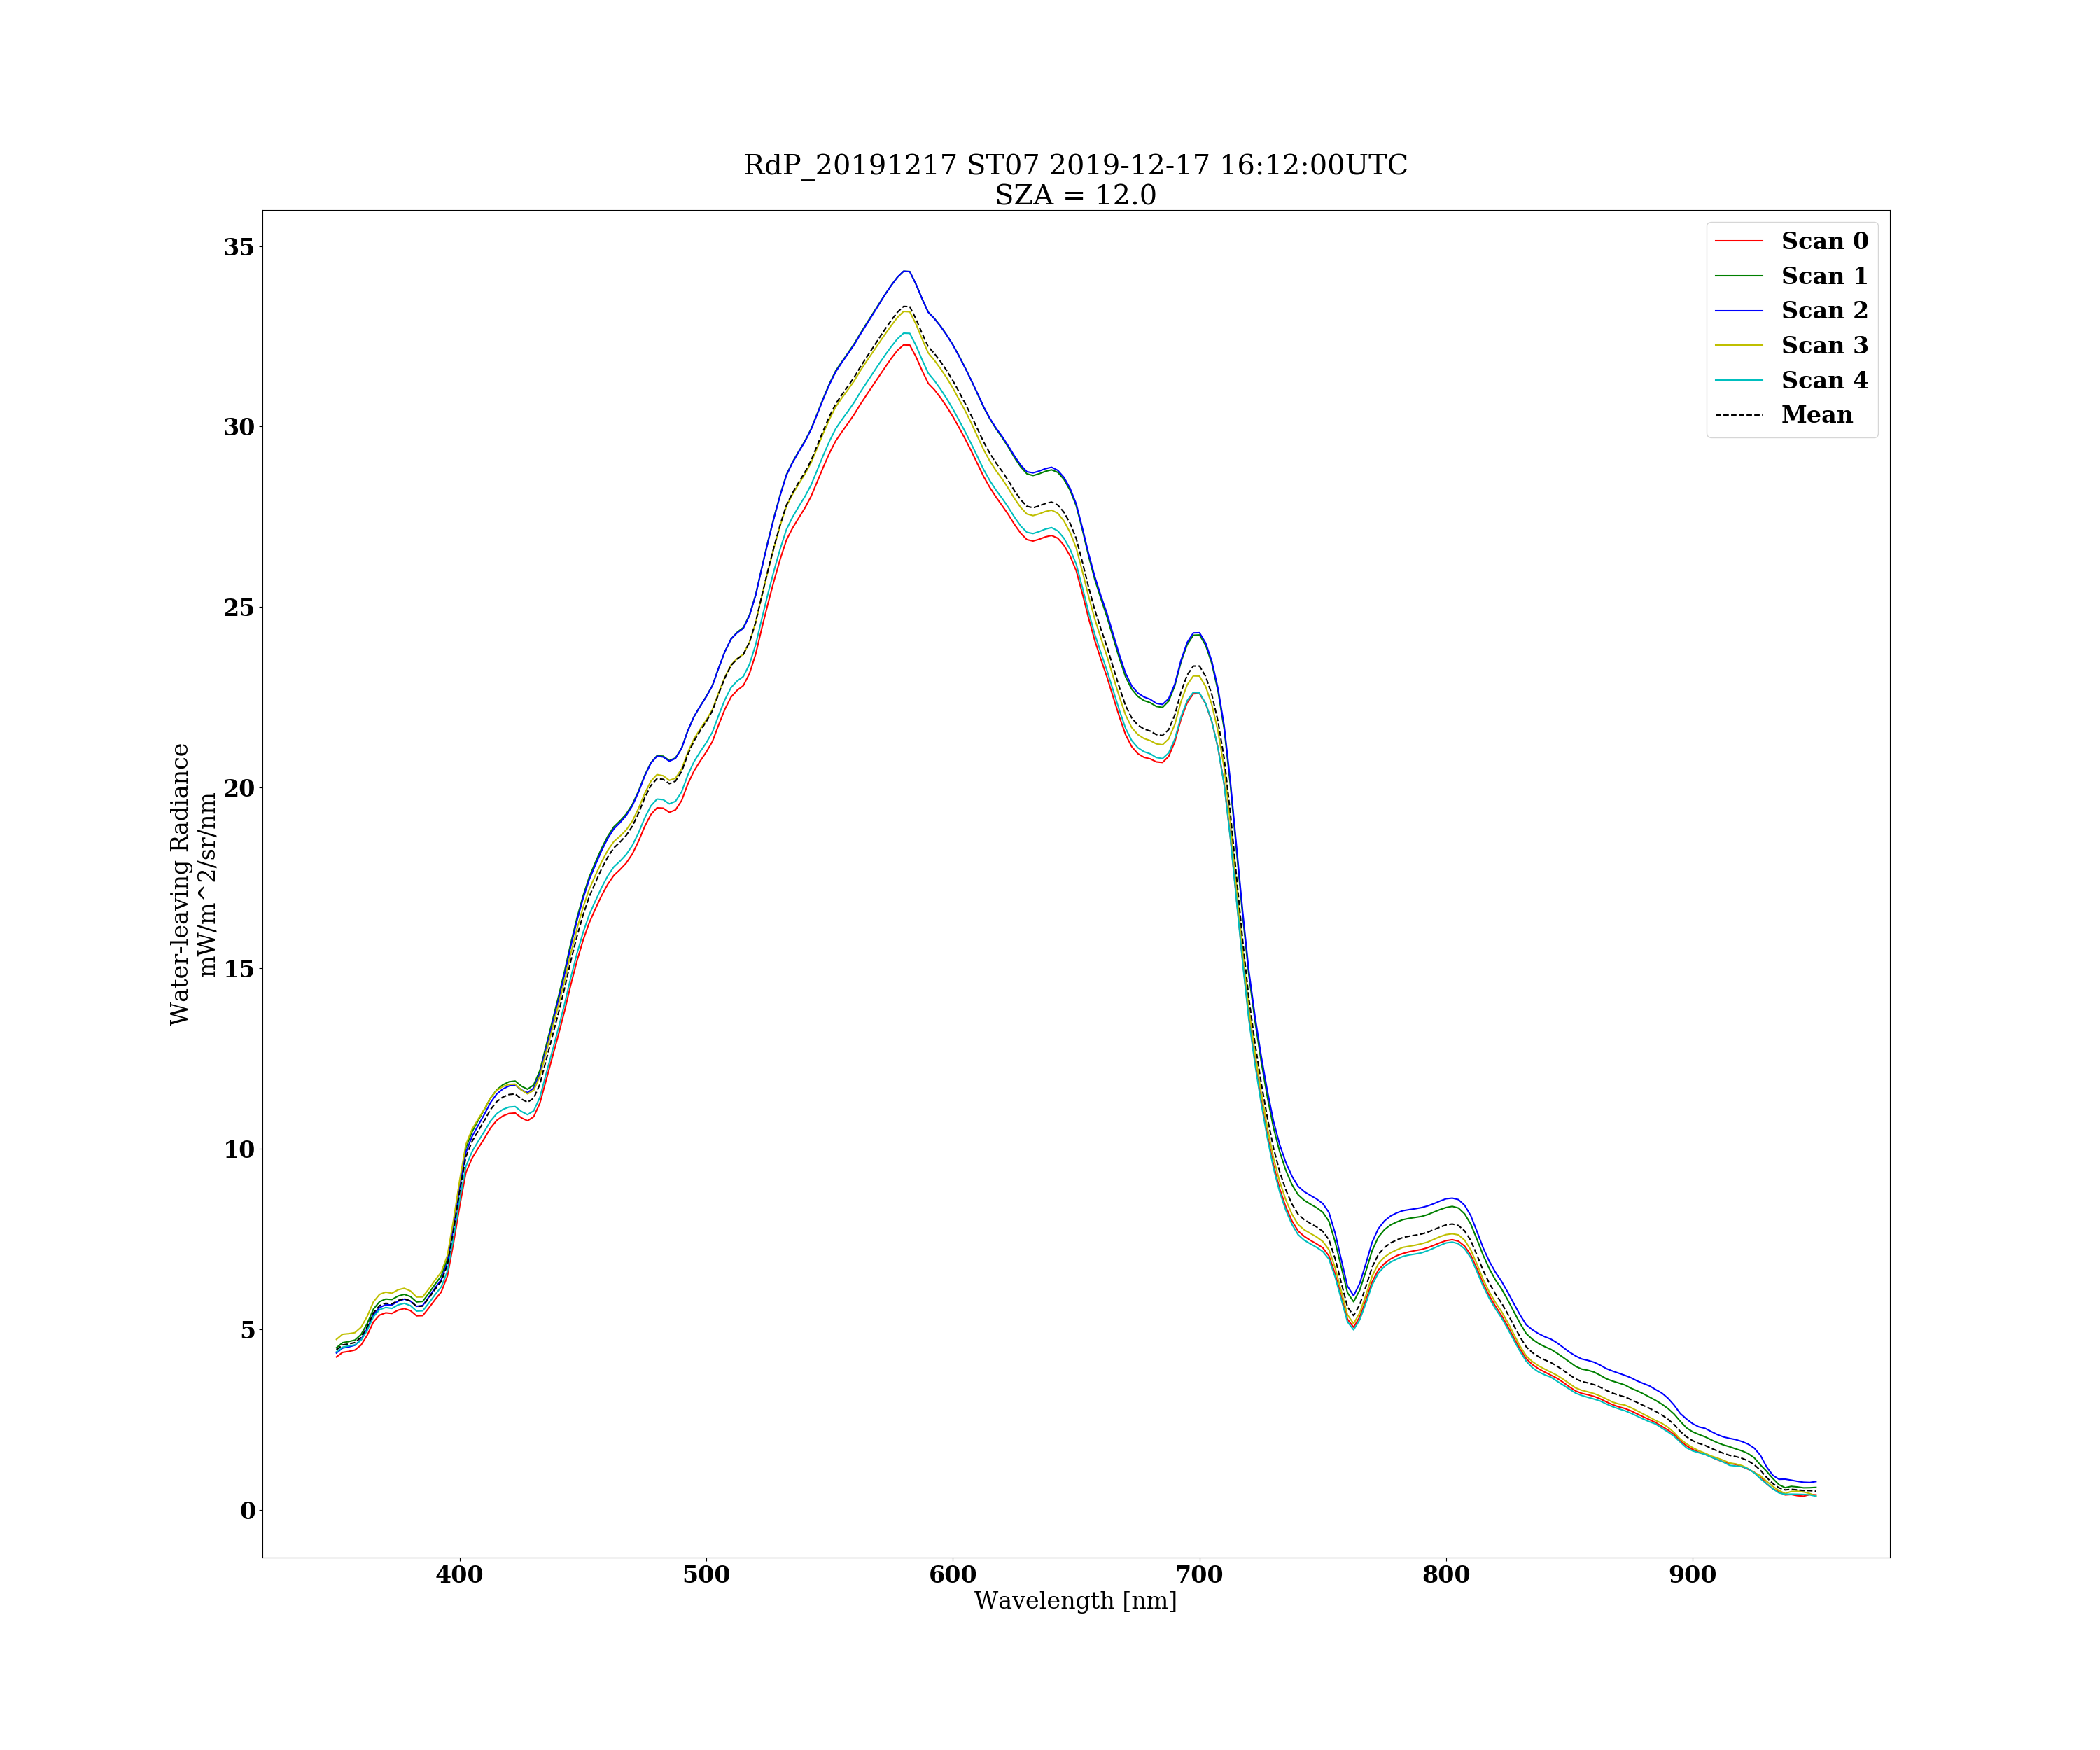 RdP_20191217 ST07 2019-12-17 16:12:00UTC
SZA = 12.0
35
30
25
20
15
10
5
0
Water-leaving Radiance
mW/m^2/sr/nm
400 500 600 700 800 900
Wavelength [nm]
Scan 0
Scan 1
Scan 2
Scan 3
Scan 4
Mean